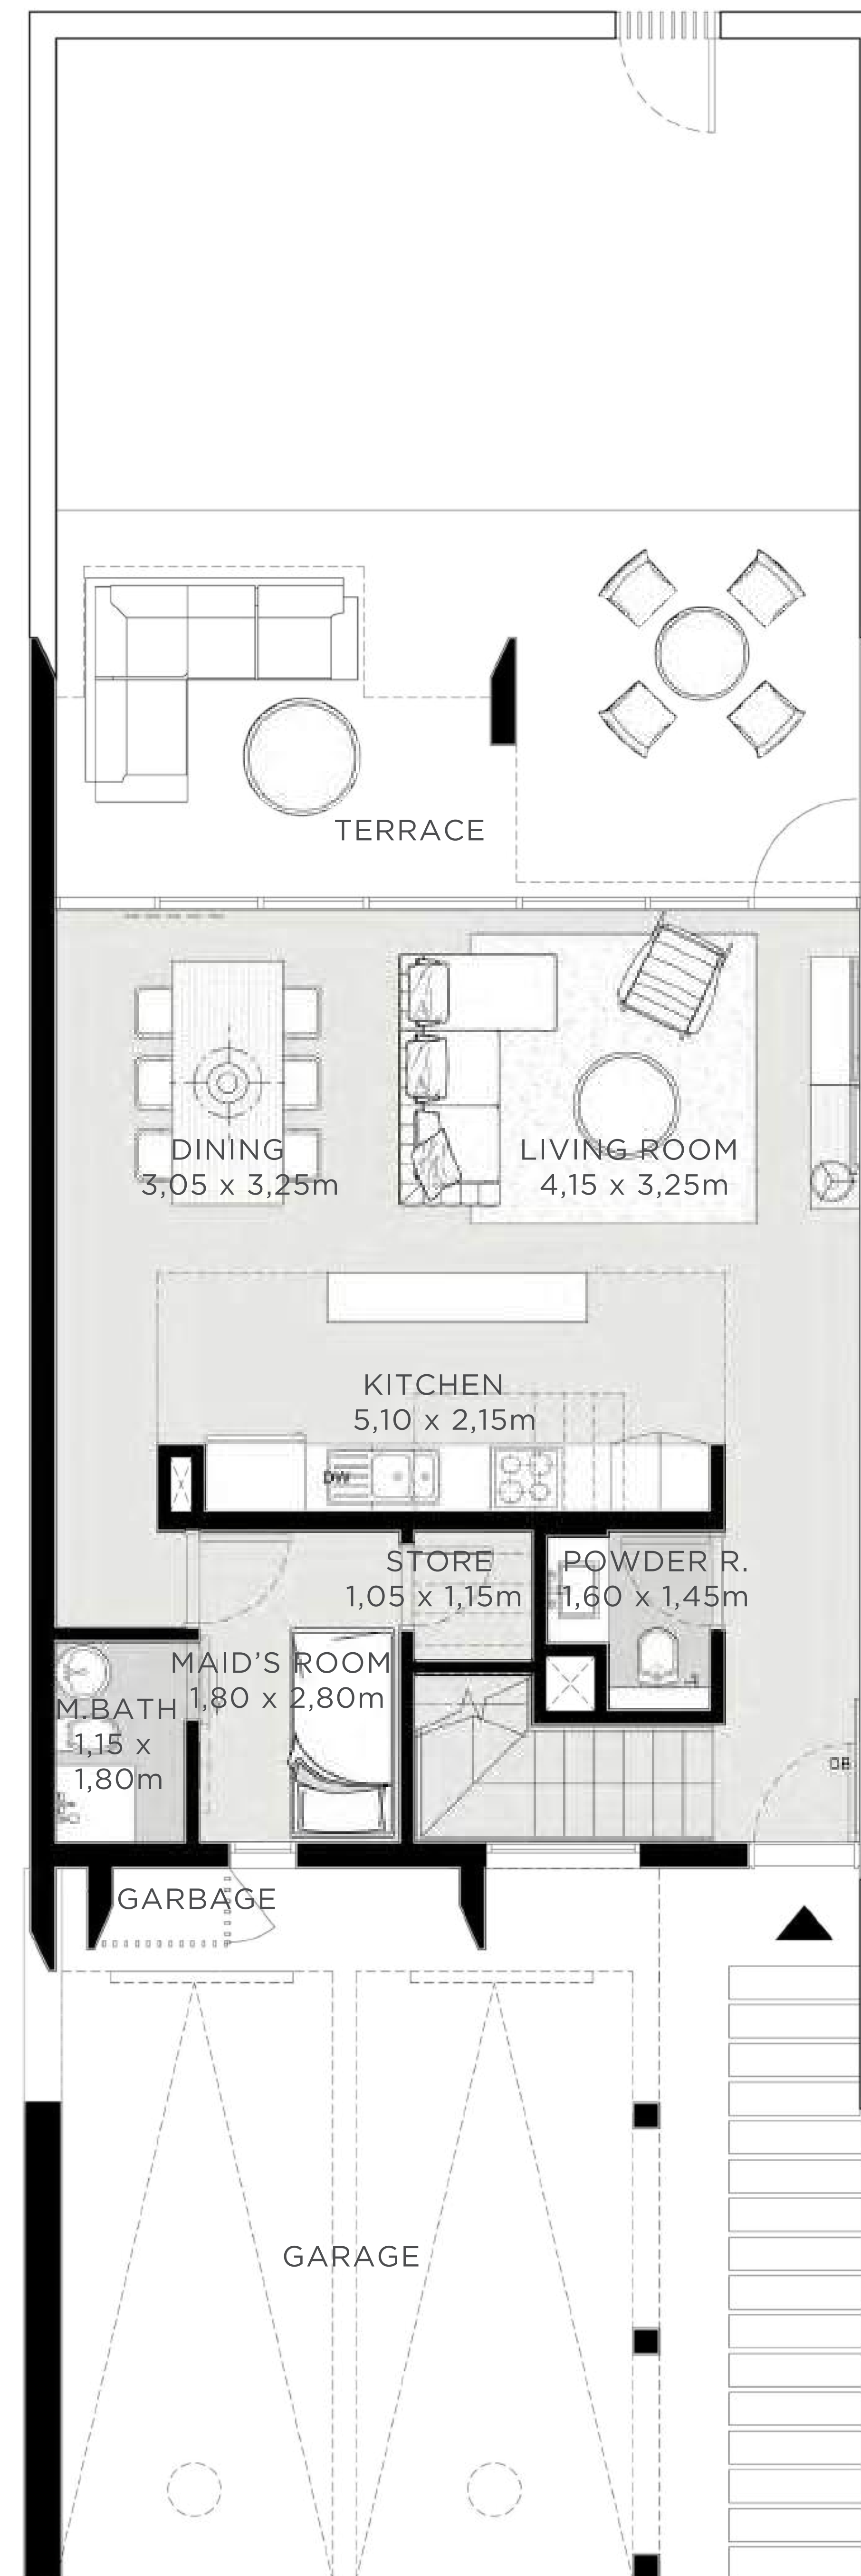 TERRACE
DINING
3,05 x 3,25m
LIVING ROOM
4,15 x 3,25m
KITCHEN
5,10 x 2,15m
DW
STORE
1,05 x 1,15m
POWDER R.
1,60 x 1,45m
MAID'S ROOM
1,80 x 2,80m
M.BATH
1,15 x
1,80m
DB
GARBAGE
GARAGE